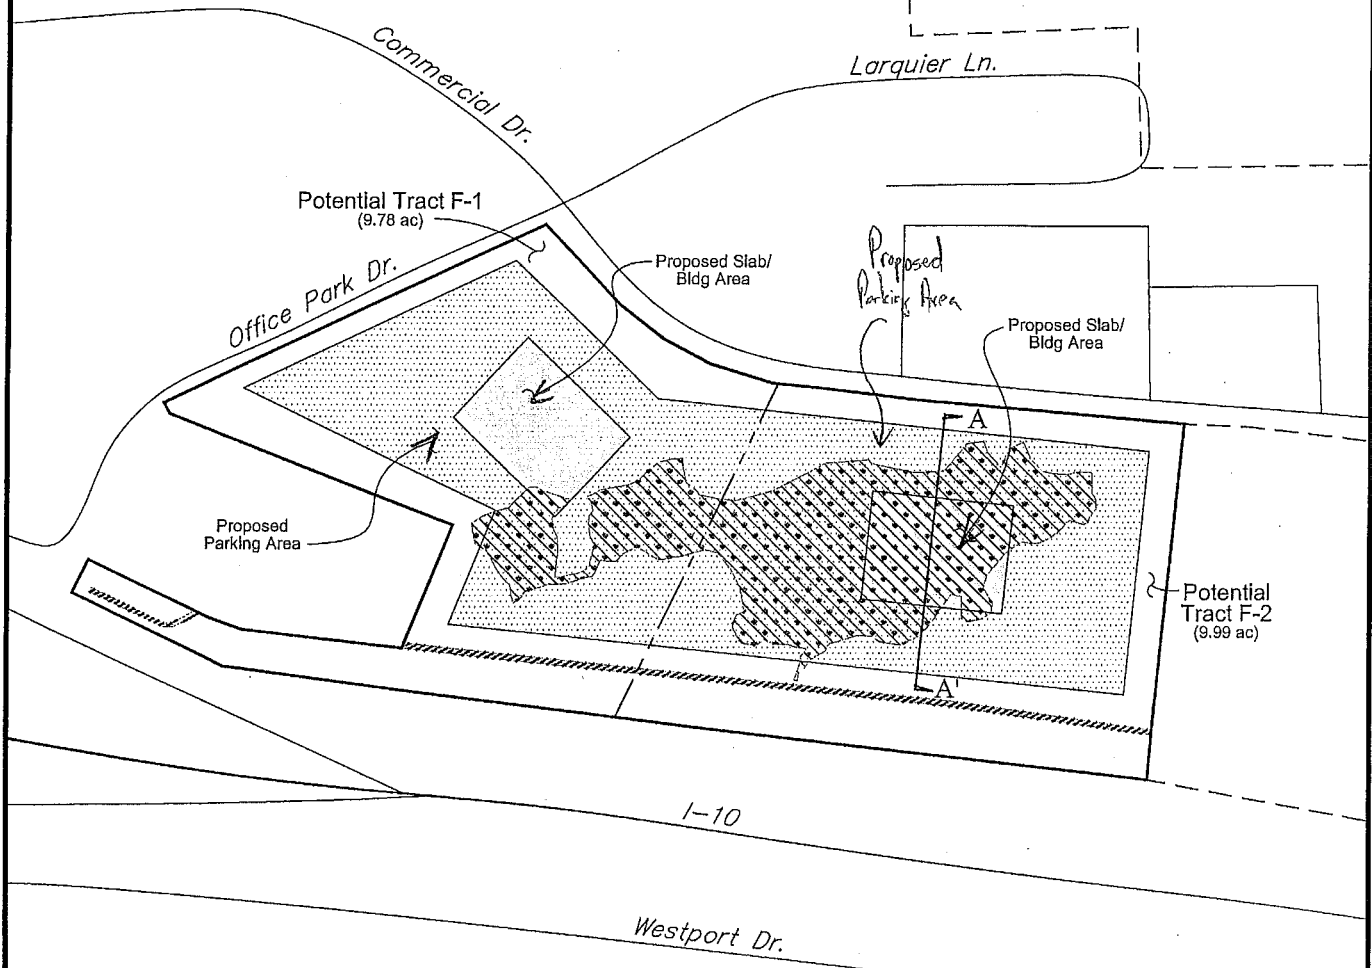 Commercial Dr.
Larquier Ln.
Potential Tract F-1
(9.78 ac)
Proposed Slab/
Bldg Area
Proposed
Parking Area
Office Park Dr.
Proposed Slab/
Bldg Area
A
Proposed
Parking Area
Potential
Tract F-2
(9.99 ac)
A'
I-10
Westport Dr.